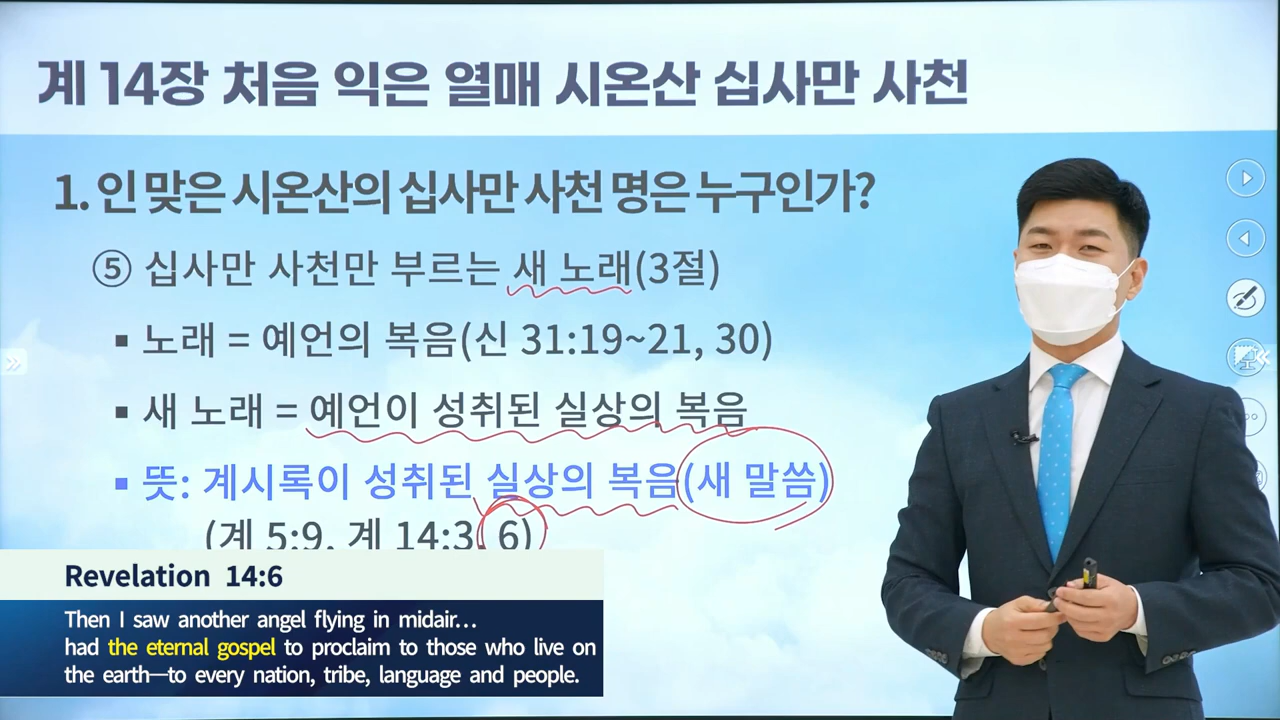 계 14장 처음 익은 열매 시온산 십사만 사천
1. 인 맞은 시온산의 십사만 사천 명은 누구인가?
⑤ 십사만 사천만 부르는 새 노래(3절)
▪ 노래 = 예언의 복음(신 31:19~21, 30)
▪ 새 노래 = 예언이 성취된 실상의 복음
▪ 뜻: 계시록이 성취된 실상의 복음(새 말씀)
(계 5:9, 계 14:3, 6)
Revelation 14:6
Then I saw another angel flying in midair…
had the eternal gospel to proclaim to those who live on
the earth—to every nation, tribe, language and people.